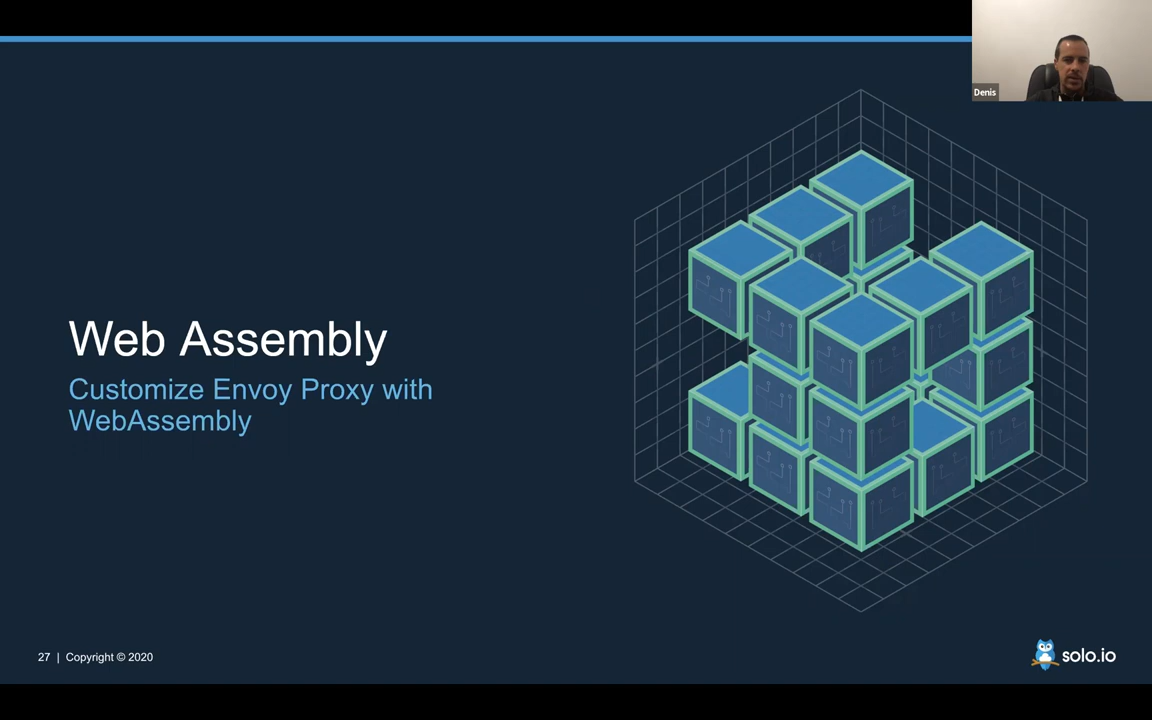 Denis
Web Assembly
Customize Envoy Proxy with
WebAssembly
27 | Copyright © 2020
solo.io